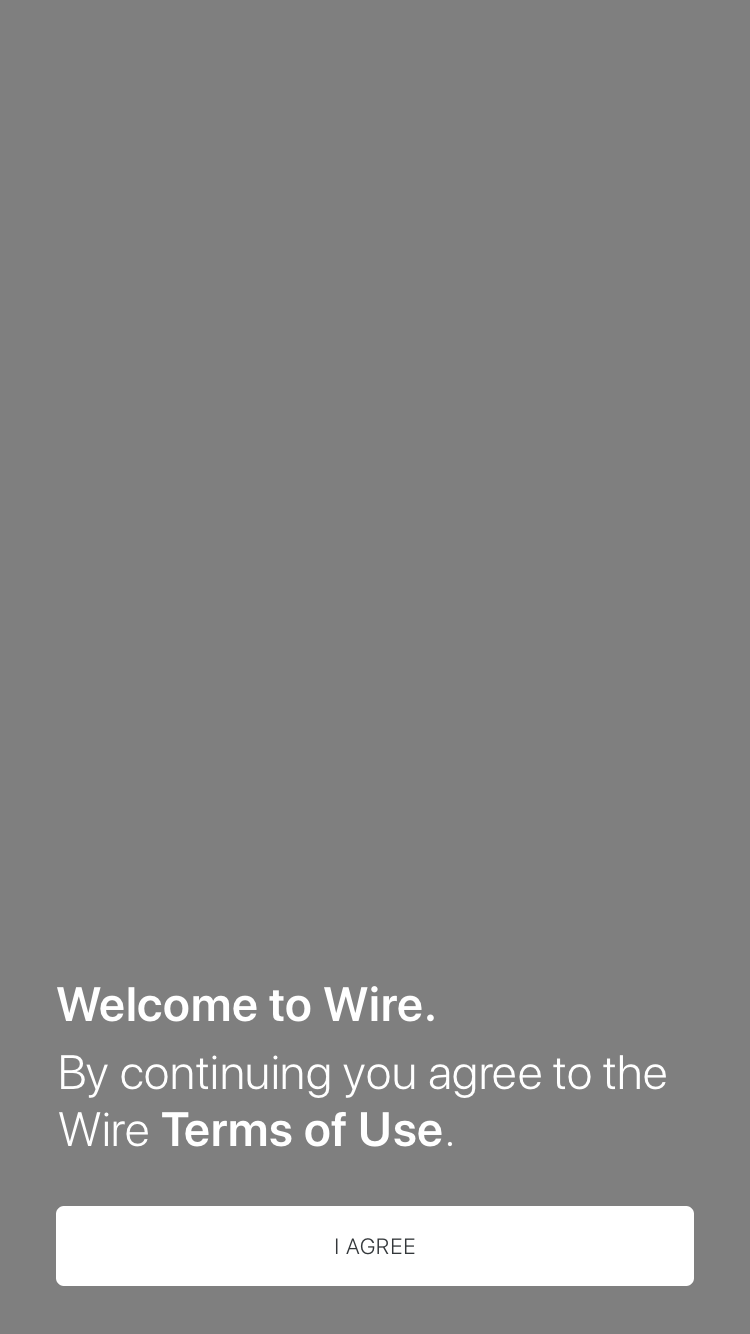 Welcome to Wire.
By continuing you agree to the
Wire Terms of Use.
I AGREE